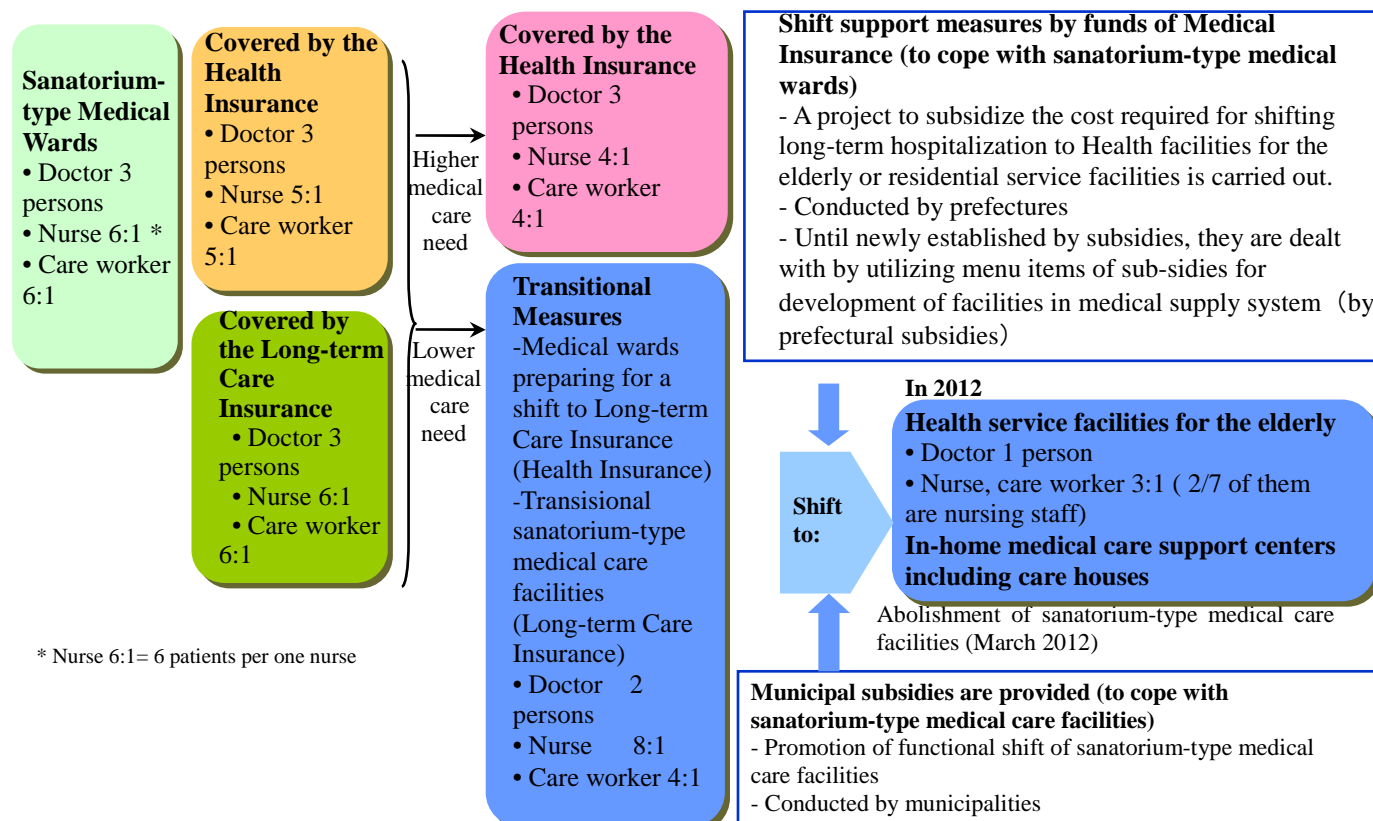 Sanatorium-
type Medical
Wards
• Doctor 3
persons
• Nurse 6:1 *
• Care worker
6:1
Covered by the
Health
Insurance
• Doctor 3
persons
• Nurse 5:1
• Care worker
5:1
Covered by
the Long-term
Care
Insurance
• Doctor 3
persons
• Nurse 6:1
• Care worker
6:1
Higher
medical
care
need
Lower
medical
care
need
Covered by the
Health Insurance
• Doctor 3
persons
• Nurse 4:1
• Care worker
4:1
Transitional
Measures
-Medical wards
preparing for a
shift to Long-term
Care Insurance
(Health Insurance)
-Transisional
sanatorium-type
medical care
facilities
(Long-term Care
Insurance)
• Doctor 2
persons
• Nurse 8:1
• Care worker 4:1
Shift support measures by funds of Medical
Insurance (to cope with sanatorium-type medical
wards)
- A project to subsidize the cost required for shifting
long-term hospitalization to Health facilities for the
elderly or residential service facilities is carried out.
- Conducted by prefectures
- Until newly established by subsidies, they are dealt
with by utilizing menu items of sub-sidies for
development of facilities in medical supply system（by
prefectural subsidies）
In 2012
Shift
to:
Health service facilities for the elderly
• Doctor 1 person
• Nurse, care worker 3:1 ( 2/7 of them
are nursing staff)
In-home medical care support centers
including care houses
Abolishment of sanatorium-type medical care
facilities (March 2012)
Municipal subsidies are provided (to cope with
sanatorium-type medical care facilities)
- Promotion of functional shift of sanatorium-type medical
care facilities
- Conducted by municipalities
* Nurse 6:1= 6 patients per one nurse